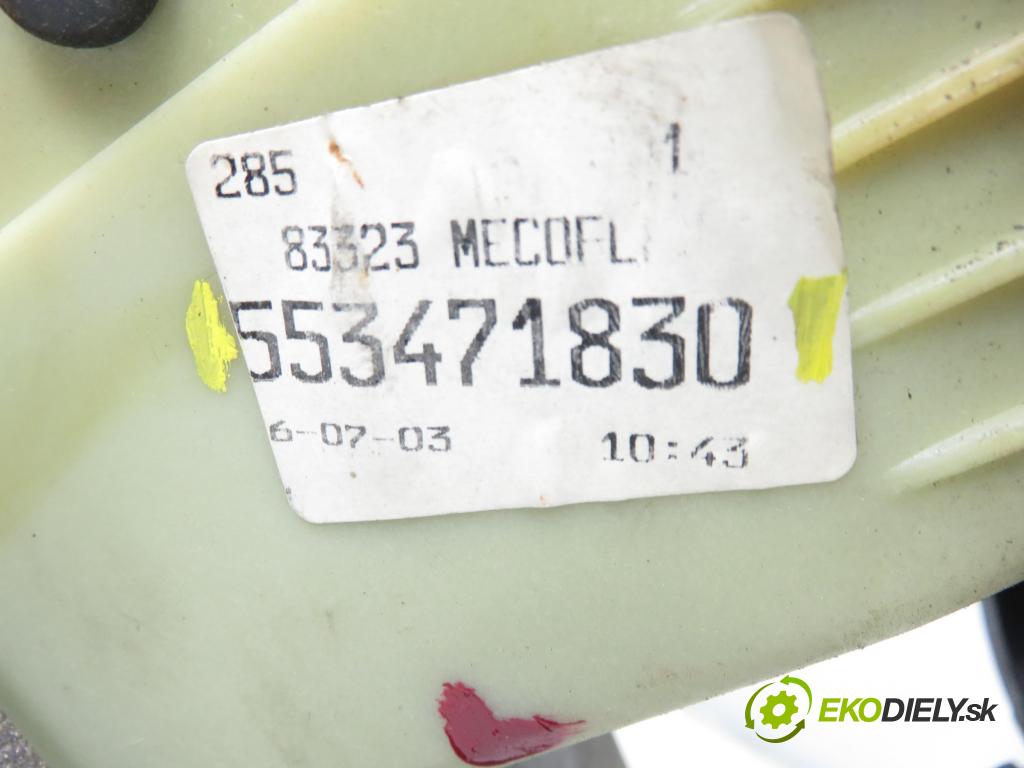 285 1
83323 MECOFL
553471830
6-07-03 10:43
EKODIELY.sk